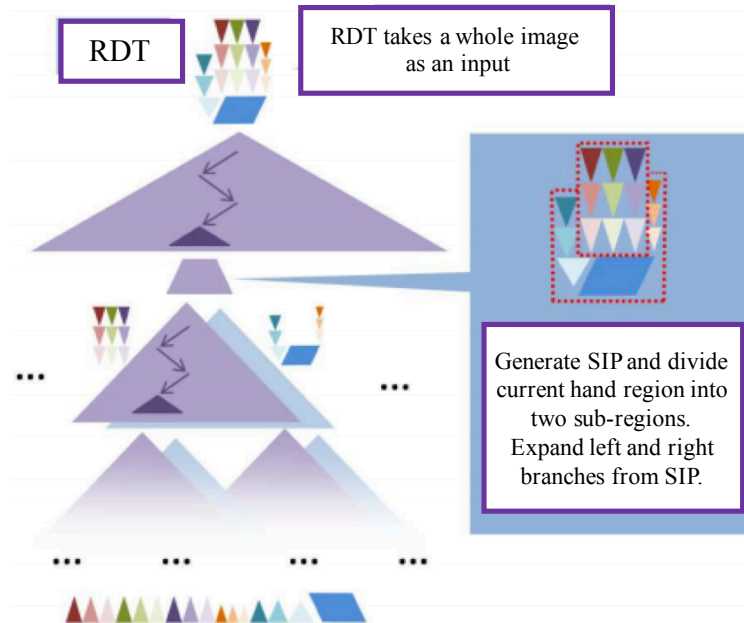 RDT
RDT takes a whole image
as an input
Generate SIP and divide
current hand region into
two sub-regions.
Expand left and right
branches from SIP.
...
...
... ... ... ...